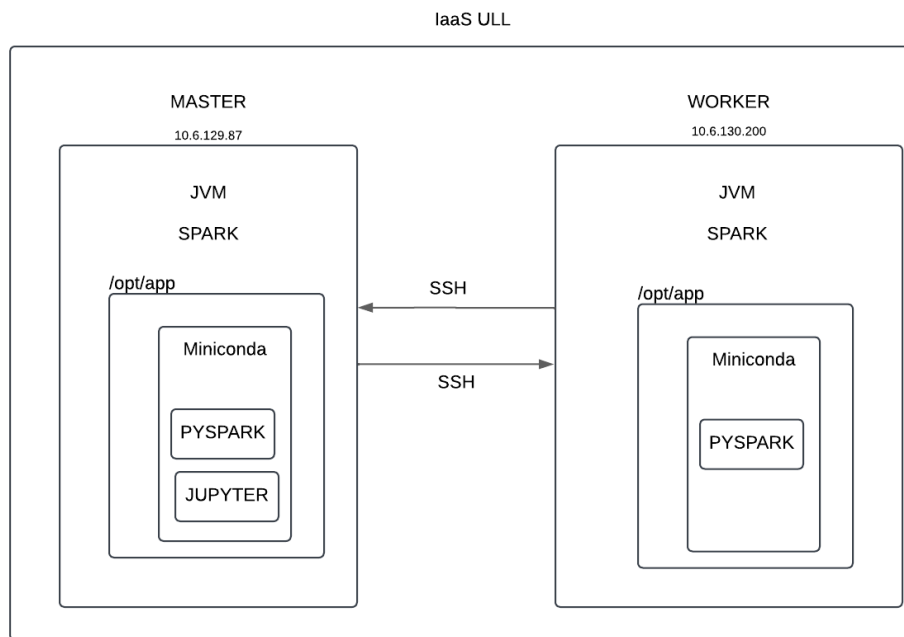 IaaS ULL
MASTER
10.6.129.87
JVM
SPARK
/opt/app
Miniconda
PYSPARK
JUPYTER
SSH
SSH
WORKER
10.6.130.200
JVM
SPARK
/opt/app
Miniconda
PYSPARK